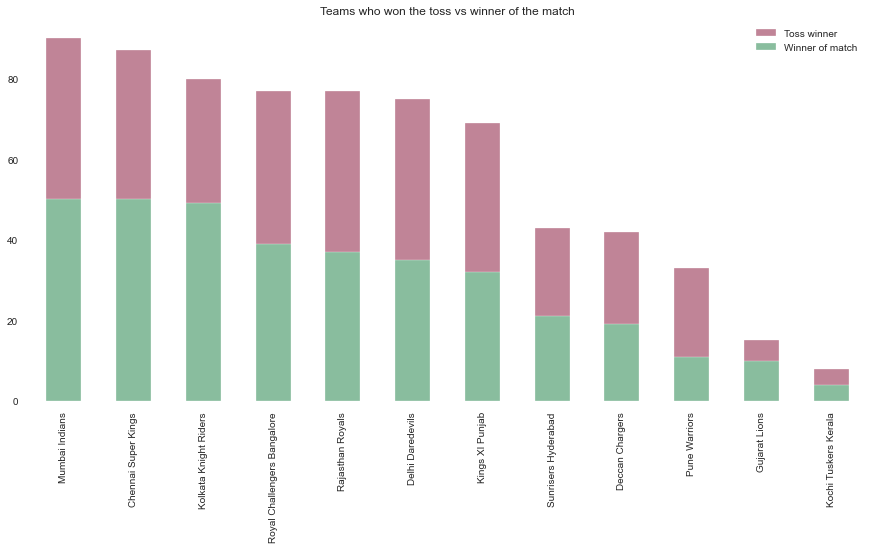 Teams who won the toss vs winner of the match
Toss winner
Winner of match
80
60
40
20
0
Mumbai Indians
Chennai Super Kings
Kolkata Knight Riders
Royal Challengers Bangalore
Rajasthan Royals
Delhi Daredevils
Kings XI Punjab
Sunrisers Hyderabad
Deccan Chargers
Pune Warriors
Gujarat Lions
Kochi Tuskers Kerala